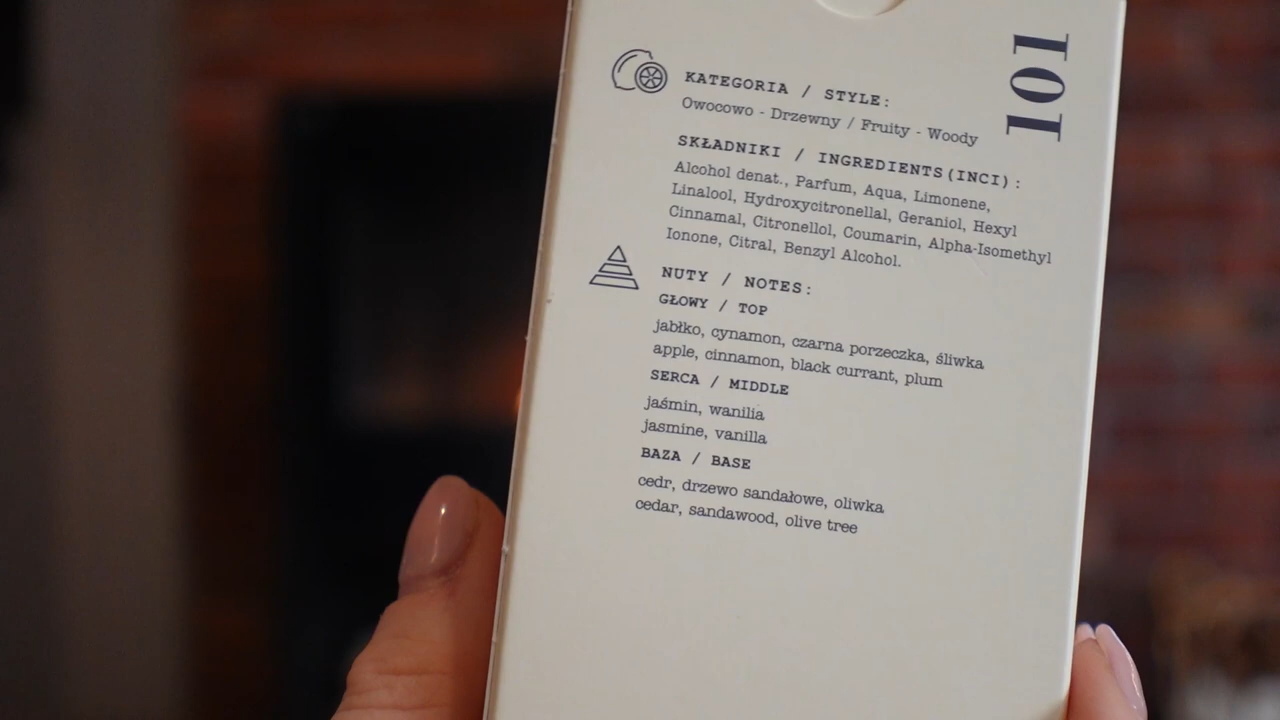 101
KATEGORIA / STYLE:
Owocowo - Drzewny / Fruity - Woody
SKŁADNIKI / INGREDIENTS(INCI):
Alcohol denat., Parfum, Aqua, Limonene,
Linalool, Hydroxycitronellal, Geraniol, Hexyl
Cinnamal, Citronellol, Coumarin, Alpha-Isomethyl
Ionone, Citral, Benzyl Alcohol.
NUTY / NOTES:
GŁOWY / TOP
jabłko, cynamon, czarna porzeczka, śliwka
apple, cinnamon, black currant, plum
SERCA / MIDDLE
jaśmin, wanilia
jasmine, vanilla
BAZA / BASE
cedr, drzewo sandałowe, oliwka
cedar, sandawood, olive tree